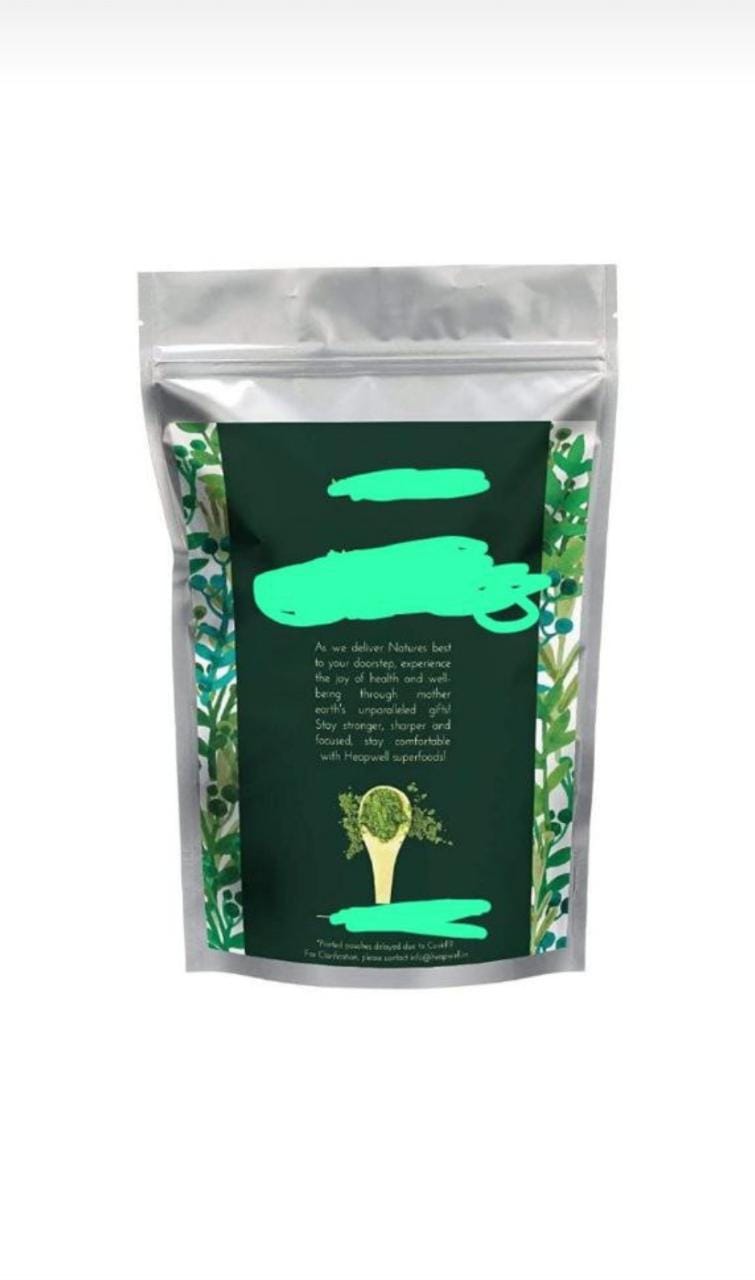 As we deliver Natures best
to your doorstep, experience
the joy of health and well-
being through mother
earth's unparalleled gifts!
Stay stronger, sharper and
focused, stay comfortable
with Heapwell superfoods!
*Printed pouches delayed due to Covid19
For Clarification, please contact info@heapwell.in